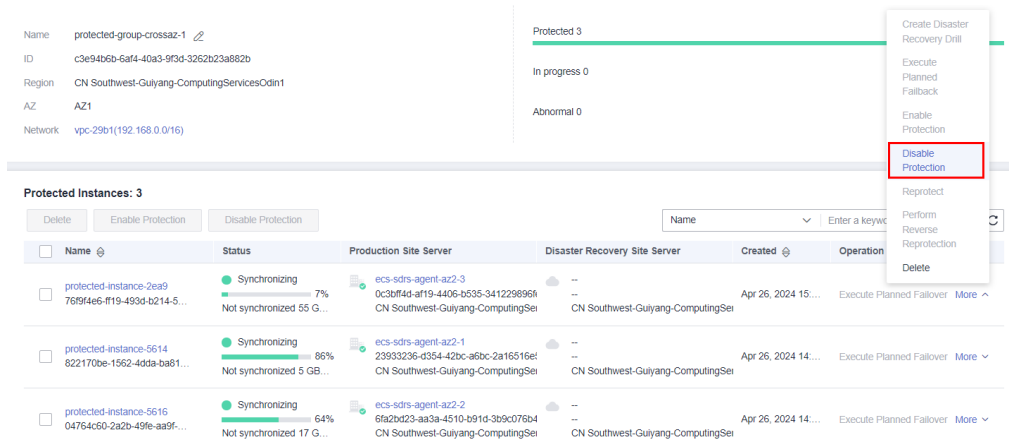 Name protected-group-crossaz-1
ID c3e94b6b-6af4-40a3-9f3d-3262b23a882b
Region CN Southwest-Guiyang-ComputingServicesOdin1
AZ AZ1
Network vpc-29b1(192.168.0.0/16)
Protected 3
In progress 0
Abnormal 0
Create Disaster
Recovery Drill
Execute
Planned
Failback
Enable
Protection
Disable
Protection
Reprotect
Perform
Reverse
Reprotection
Delete
Protected Instances: 3
Delete Enable Protection Disable Protection
Name Enter a keywo
Name Status Production Site Server Disaster Recovery Site Server Created Operation
protected-instance-2ea9 Synchronizing ecs-sdrs-agent-az2-3 --
76f9f4e6-ff19-493d-b214-5... 7% 0c3bff4d-af19-4406-b535-341229896f -- Apr 26, 2024 15:... Execute Planned Failover More
Not synchronized 55 G... CN Southwest-Guiyang-ComputingSer CN Southwest-Guiyang-ComputingSer
protected-instance-5614 Synchronizing ecs-sdrs-agent-az2-1 --
822170be-1562-4dda-ba81... 86% 23933236-d354-42bc-a6bc-2a16516e -- Apr 26, 2024 14:... Execute Planned Failover More
Not synchronized 5 GB... CN Southwest-Guiyang-ComputingSer CN Southwest-Guiyang-ComputingSer
protected-instance-5616 Synchronizing ecs-sdrs-agent-az2-2 --
04764c60-2a2b-49fe-aa9f-... 64% 6fa2bd23-aa3a-4510-b91d-3b9c076b4 -- Apr 26, 2024 14:... Execute Planned Failover More
Not synchronized 17 G... CN Southwest-Guiyang-ComputingSer CN Southwest-Guiyang-ComputingSer